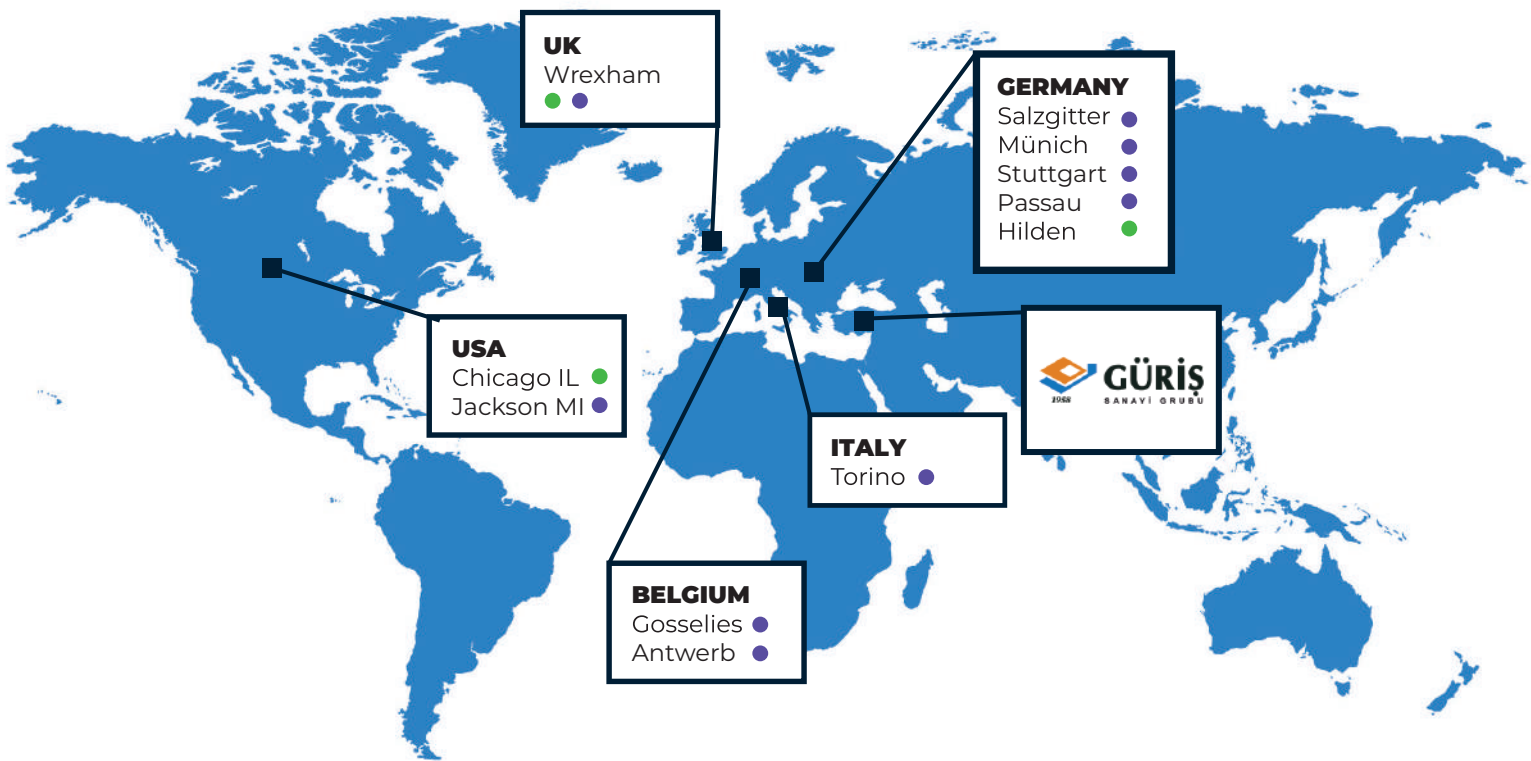 UK
Wrexham
GERMANY
Salzgitter
Münich
Stuttgart
Passau
Hilden
USA
Chicago IL
Jackson MI
GÜRİŞ
1988
SANAYİ GRUBU
ITALY
Torino
BELGIUM
Gosselies
Antwerb